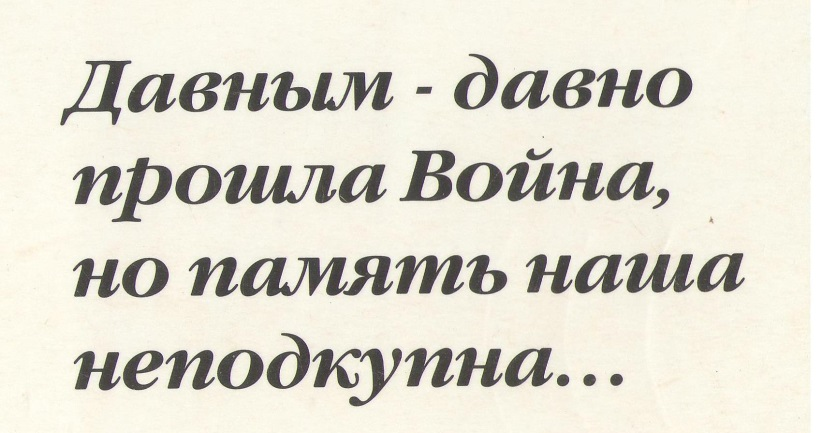 Давным - давно
прошла Война,
но память наша
неподкупна...